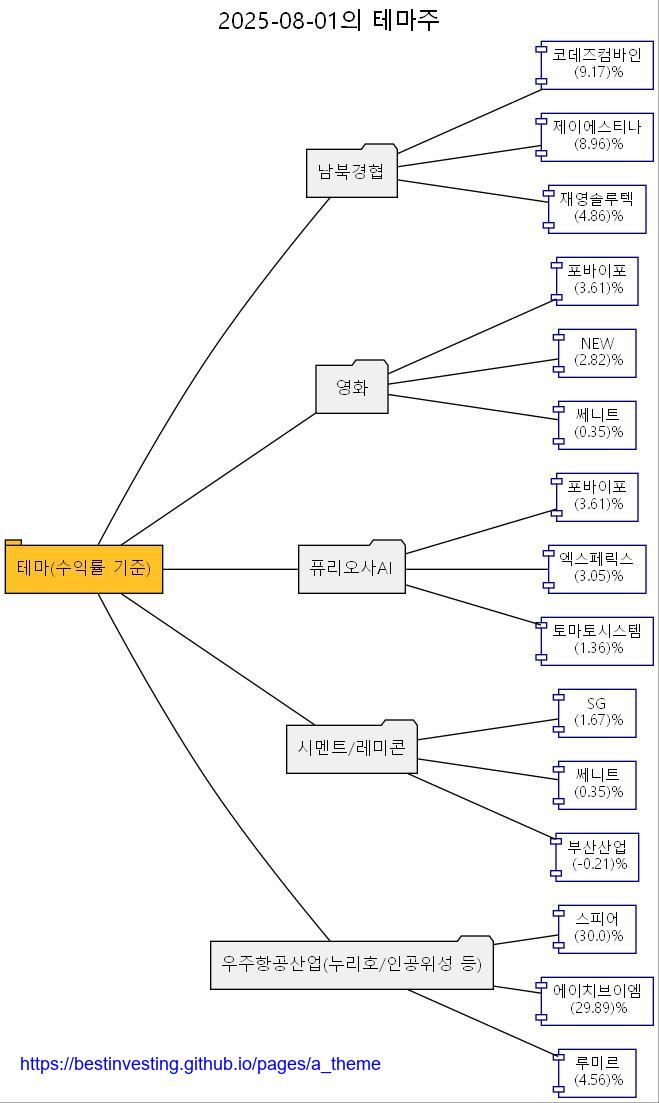 2025-08-01의 테마주
코데즈컴바인
(9.17)%
제이에스티나
(8.96)%
남북경협
재영솔루텍
(4.86)%
포바이포
(3.61)%
NEW
(2.82)%
영화
쎄니트
(0.35)%
포바이포
(3.61)%
테마(수익률 기준)
퓨리오사AI
엑스페릭스
(3.05)%
토마토시스템
(1.36)%
SG
(1.67)%
시멘트/레미콘
쎄니트
(0.35)%
부산산업
(-0.21)%
스피어
(30.0)%
우주항공산업(누리호/인공위성 등)
에이치브이엠
(29.89)%
루미르
(4.56)%
https://bestinvesting.github.io/pages/a_theme